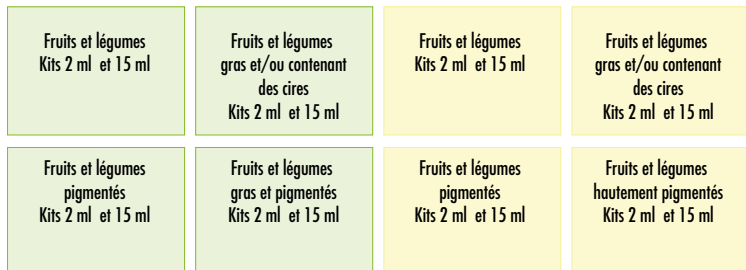 Fruits et légumes
Kits 2 ml et 15 ml
Fruits et légumes
gras et/ou contenant
des cires
Kits 2 ml et 15 ml
Fruits et légumes
Kits 2 ml et 15 ml
Fruits et légumes
gras et/ou contenant
des cires
Kits 2 ml et 15 ml
Fruits et légumes
pigmentés
Kits 2 ml et 15 ml
Fruits et légumes
gras et pigmentés
Kits 2 ml et 15 ml
Fruits et légumes
pigmentés
Kits 2 ml et 15 ml
Fruits et légumes
hautement pigmentés
Kits 2 ml et 15 ml